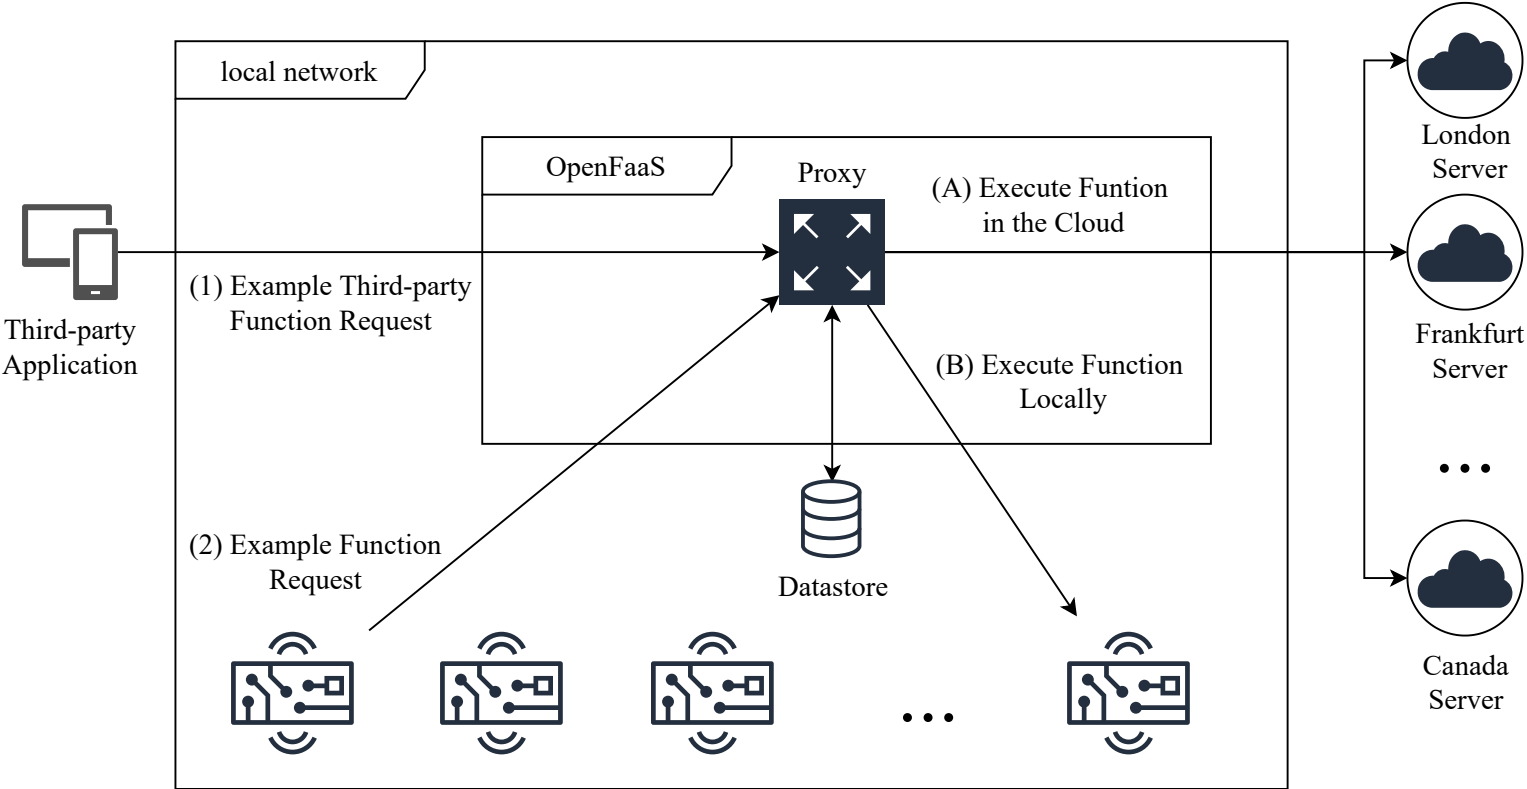 local network
OpenFaaS
Proxy
(A) Execute Funtion
in the Cloud
London
Server
(1) Example Third-party
Function Request
Third-party
Application
Frankfurt
Server
(B) Execute Function
Locally
...
(2) Example Function
Request
Datastore
...
Canada
Server